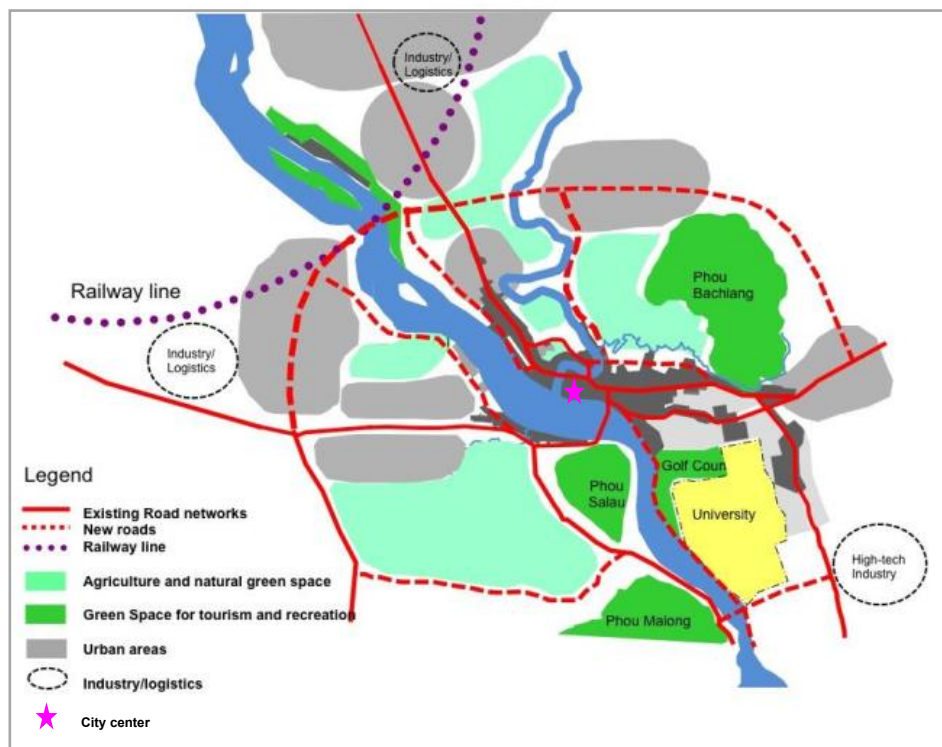 Industry/
Logistics
Phou
Bachiang
Railway line
Industry/
Logistics
Golf Coun
Phou
Salau
University
High-tech
Industry
Phou Malong
Legend
Existing Road networks
New roads
Railway line
Agriculture and natural green space
Green Space for tourism and recreation
Urban areas
Industry/logistics
City center